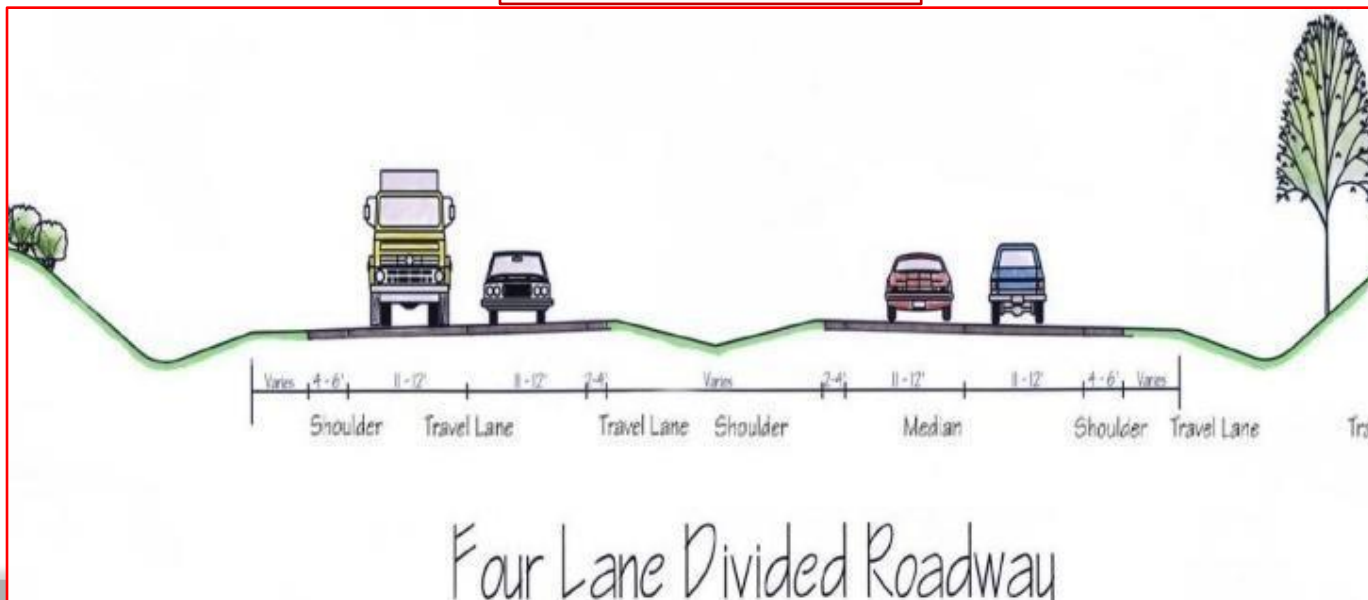 Varies 4-6' 11-12' 11-12' 2-4' Varies 2-4' 11-12' 11-12' 4-6' Varies
Shoulder Travel Lane Travel Lane Shoulder Median Shoulder Travel Lane
Four Lane Divided Roadway